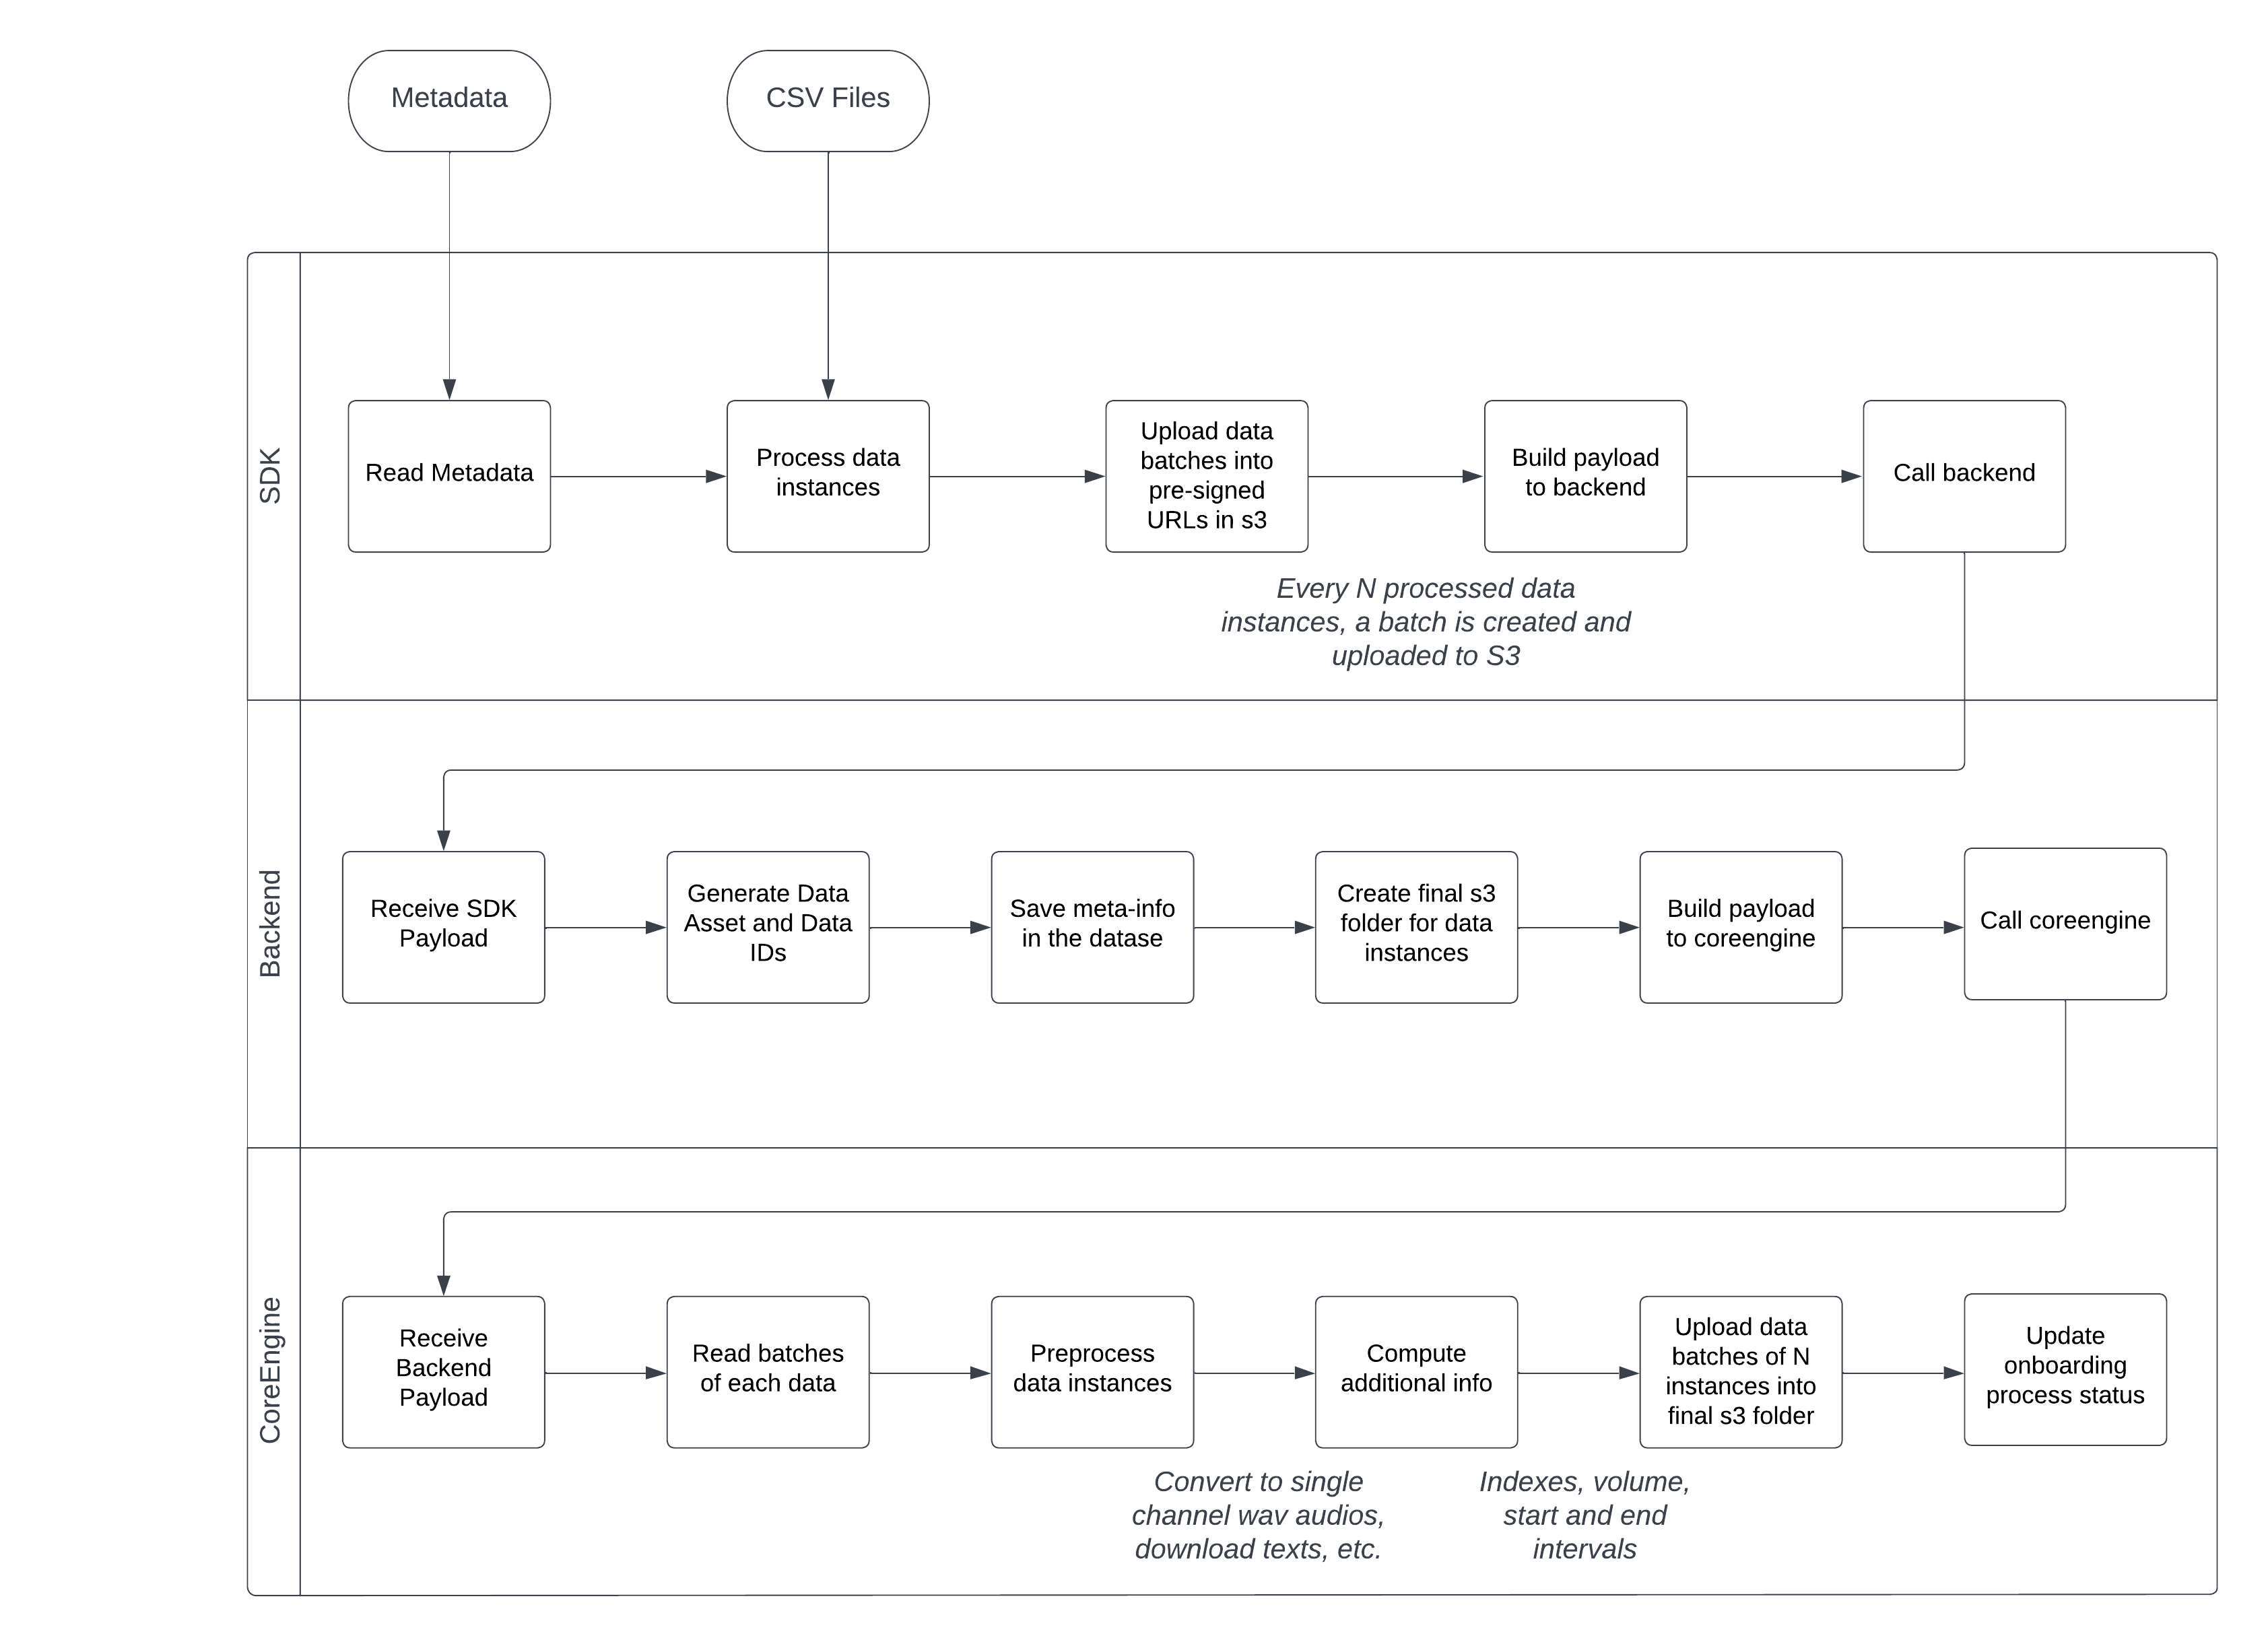 Metadata
CSV Files
SDK
Read Metadata
Process data
instances
Upload data
batches into
pre-signed
URLs in s3
Build payload
to backend
Call backend
Every N processed data
instances, a batch is created and
uploaded to S3
Backend
Receive SDK
Payload
Generate Data
Asset and Data
IDs
Save meta-info
in the datase
Create final s3
folder for data
instances
Build payload
to coreengine
Call coreengine
CoreEngine
Receive
Backend
Payload
Read batches
of each data
Preprocess
data instances
Compute
additional info
Upload data
batches of N
instances into
final s3 folder
Update
onboarding
process status
Convert to single
channel wav audios,
download texts, etc.
Indexes, volume,
start and end
intervals